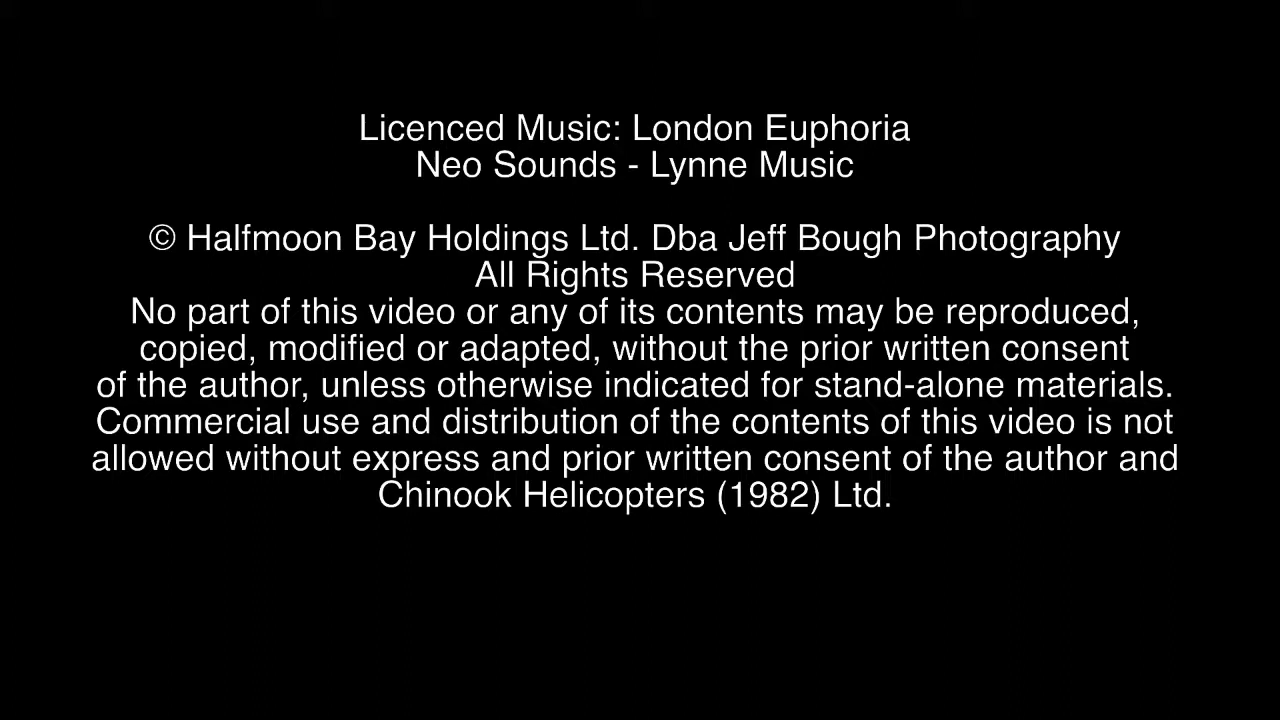 Licenced Music: London Euphoria
Neo Sounds - Lynne Music
© Halfmoon Bay Holdings Ltd. Dba Jeff Bough Photography
All Rights Reserved
No part of this video or any of its contents may be reproduced,
copied, modified or adapted, without the prior written consent
of the author, unless otherwise indicated for stand-alone materials.
Commercial use and distribution of the contents of this video is not
allowed without express and prior written consent of the author and
Chinook Helicopters (1982) Ltd.